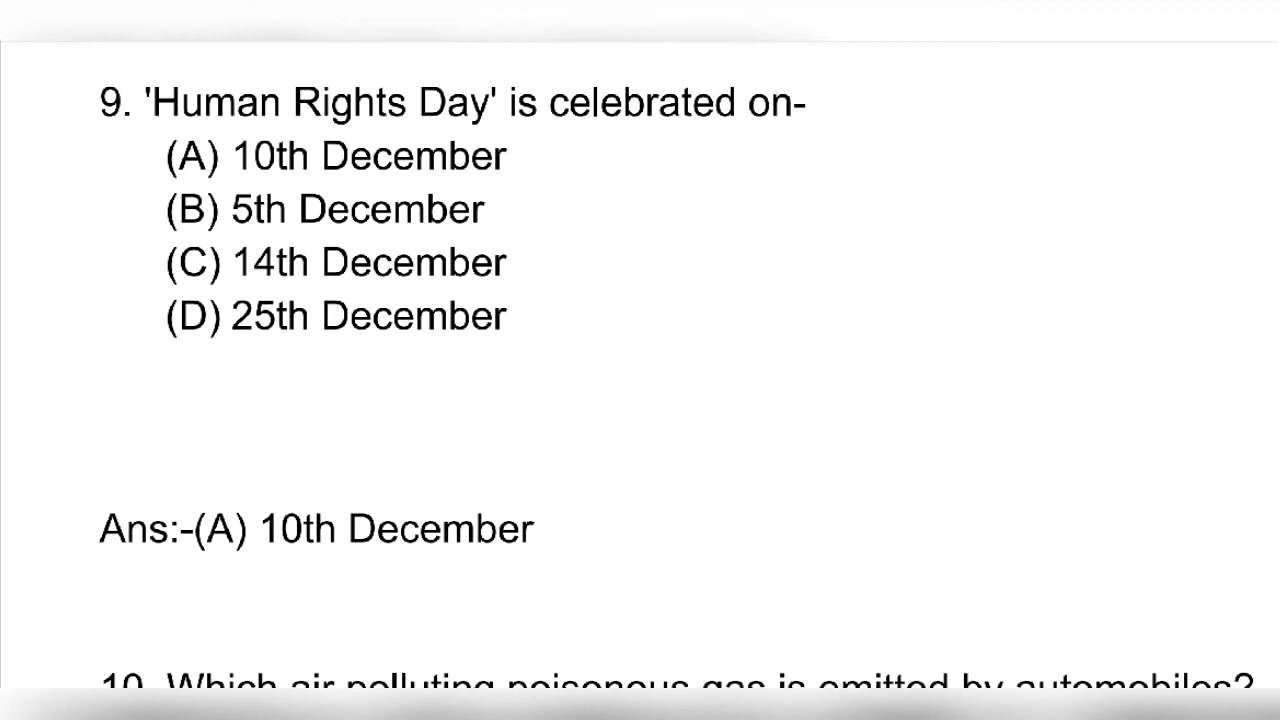 9. 'Human Rights Day' is celebrated on-
(A) 10th December
(B) 5th December
(C) 14th December
(D) 25th December
Ans:-(A) 10th December
10. Which air polluting poisonous gas is emitted by automobiles?